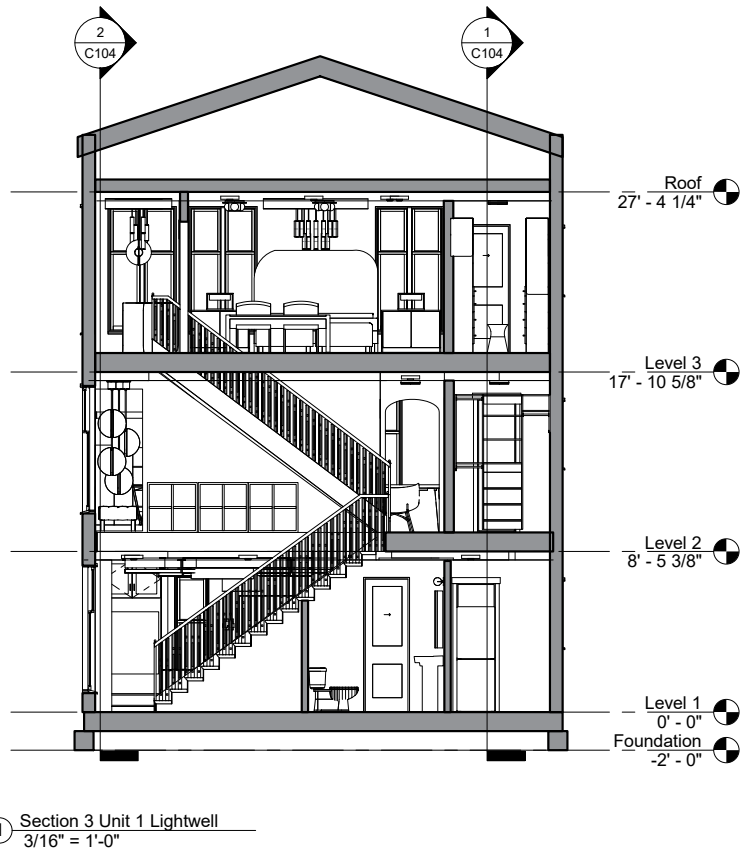 2
C104
1
C104
Roof
27' - 4 1/4"
Level 3
17' - 10 5/8"
Level 2
8' - 5 3/8"
Level 1
0' - 0"
Foundation
-2' - 0"
Section 3 Unit 1 Lightwell
3/16" = 1'-0"